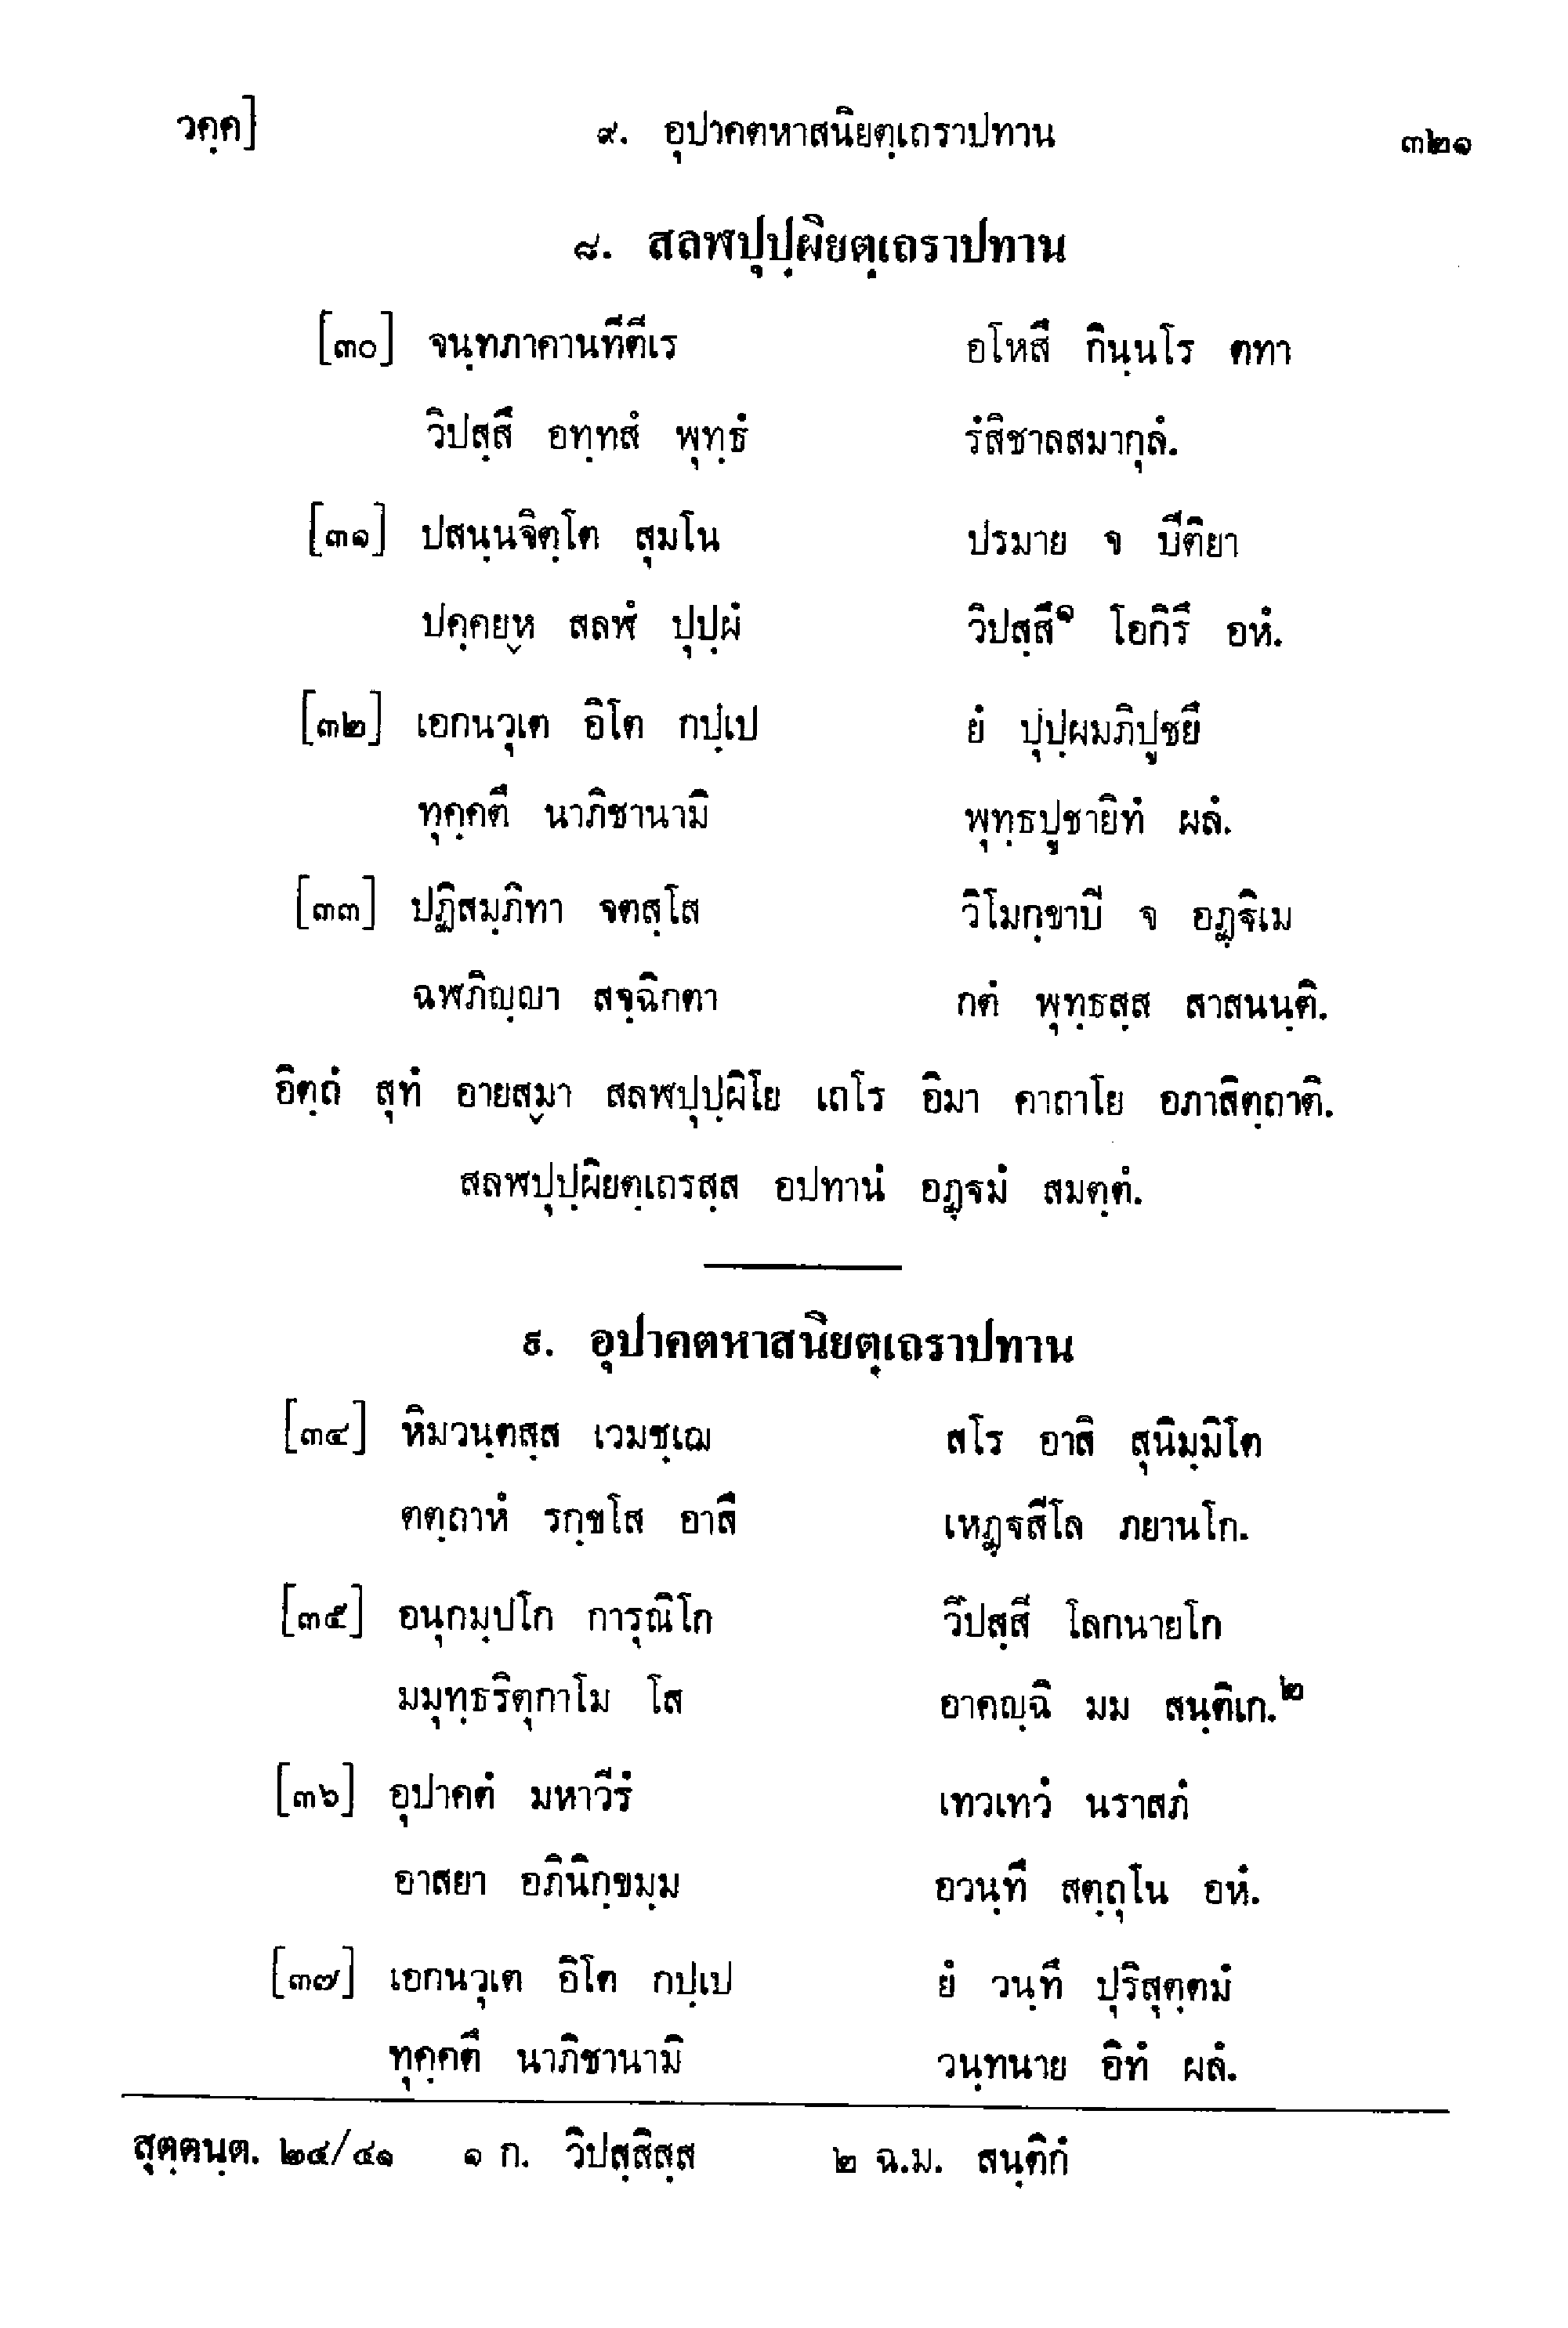 วคฺค] ๙. อุปาคตหาสนิยตฺเถราปทาน ๓๒๑
๘. สลฬปุปฺผิยตฺเถราปทาน
[๓๐] จนฺทภาคานทีตีเร อโหสึ กินฺนโร ตทา
วิปสฺสึ อทฺทสํ พุทฺธํ รํสิชาลสมากุลํ.
[๓๑] ปสนฺนจิตฺโต สุมโน ปรมาย จ ปีติยา
ปคฺคยฺห สลฬํ ปุปฺผํ วิปสฺสึ๑ โอกิรึ อหํ.
[๓๒] เอกนวุเต อิโต กปฺเป ยํ ปุปฺผมภิปูชยึ
ทุคฺคตึ นาภิชานามิ พุทฺธปูชายิทํ ผลํ.
[๓๓] ปฏิสมฺภิทา จตสฺโส วิโมกฺขาปี จ อฏฺฐิเม
ฉฬภิญฺญา สจฺฉิกตา กตํ พุทฺธสฺส สาสนนฺติ.
อิตฺถํ สุทํ อายสฺมา สลฬปุปฺผิโย เถโร อิมา คาถาโย อภาสิตฺถาติ.
สลฬปุปฺผิยตฺเถรสฺส อปทานํ อฏฺฐมํ สมตฺตํ.
๙. อุปาคตหาสนิยตฺเถราปทาน
[๓๔] หิมวนฺตสฺส เวมชฺเฌ สโร อาสิ สุนิมฺมิโต
ตตฺถาหํ รกฺขโส อาสึ เหฏฺฐสีโล ภยานโก.
[๓๕] อนุกมฺปโก การุณิโก วิปสฺสี โลกนายโก
มมุทฺธริตุกาโม โส อาคญฺฉิ มม สนฺติเก.๒
[๓๖] อุปาคตํ มหาวีรํ เทวเทวํ นราสภํ
อาสยา อภินิกฺขมฺม อวนฺทึ สตฺถุโน อหํ.
[๓๗] เอกนวุเต อิโต กปฺเป ยํ วนฺทึ ปุริสุตฺตมํ
ทุคฺคตึ นาภิชานามิ วนฺทนาย อิทํ ผลํ.
สุตฺตนฺต. ๒๔/๔๑ ๑ ก. วิปสฺสิสฺส ๒ ฉ.ม. สนฺติกํ